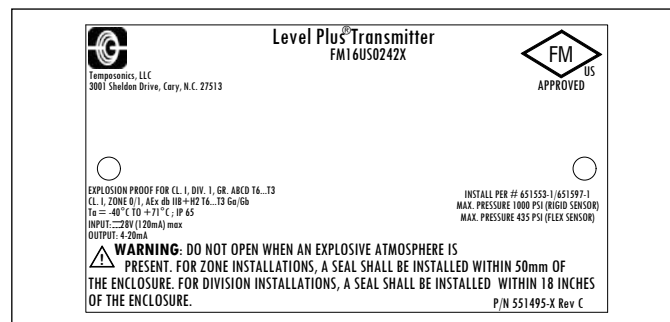 Level Plus® Transmitter
FM16US0242X
FM
US
APPROVED
Temposonics, LLC
3001 Sheldon Drive, Cary, N.C. 27513
EXPLOSION PROOF FOR CL. I, DIV. 1, GR. ABCD T6...T3
CL. I, ZONE 0/1, AEx db IIB+H2 T6...T3 Ga/Gb
Ta = -40°C TO +71°C ; IP 65
INPUT:⎓28V (120mA) max
OUTPUT: 4-20mA
INSTALL PER # 651553-1/651597-1
MAX. PRESSURE 1000 PSI (RIGID SENSOR)
MAX. PRESSURE 435 PSI (FLEX SENSOR)
WARNING: DO NOT OPEN WHEN AN EXPLOSIVE ATMOSPHERE IS
PRESENT. FOR ZONE INSTALLATIONS, A SEAL SHALL BE INSTALLED WITHIN 50mm OF
THE ENCLOSURE. FOR DIVISION INSTALLATIONS, A SEAL SHALL BE INSTALLED WITHIN 18 INCHES
OF THE ENCLOSURE.
P/N 551495-X Rev C